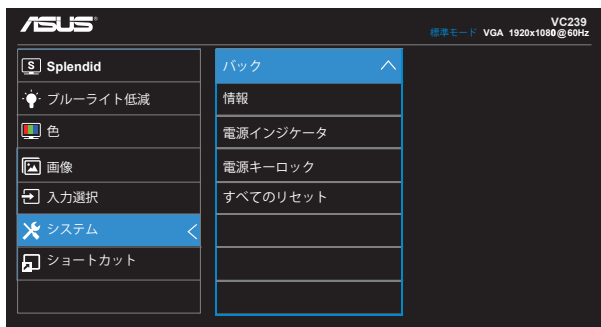 ASUS
VC239
標準モード VGA 1920x1080@60Hz
S Splendid
ブルーライト低減
色
画像
入力選択
システム
ショートカット
バック
情報
電源インジケータ
電源キーロック
すべてのリセット